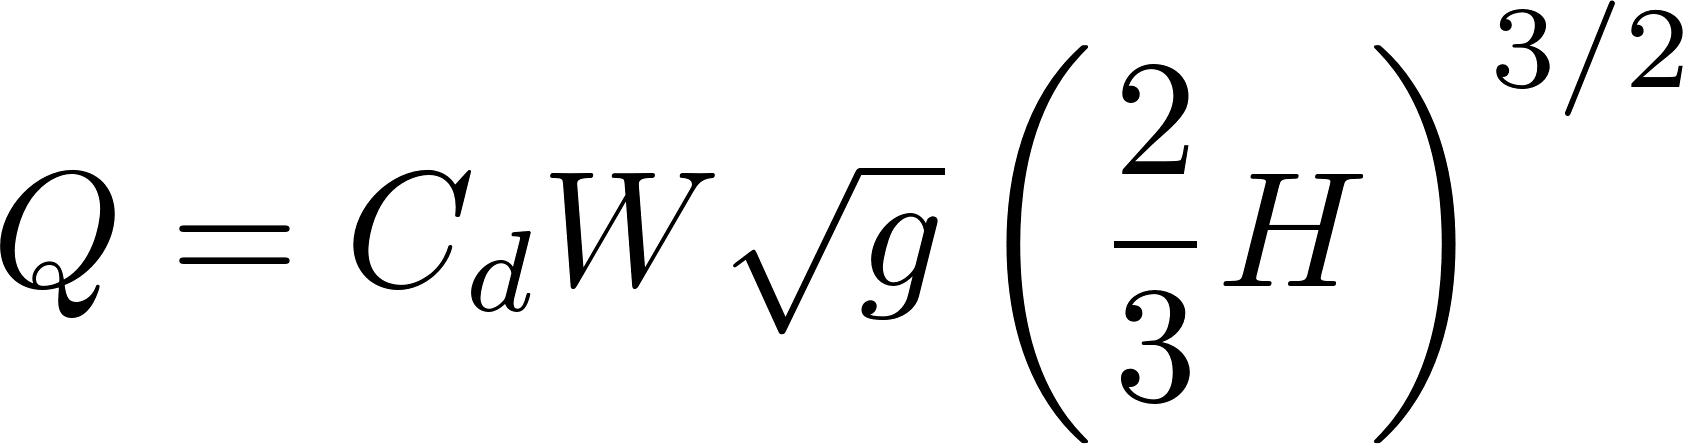 Q = C_d W √g (2/3 H)^{3/2}